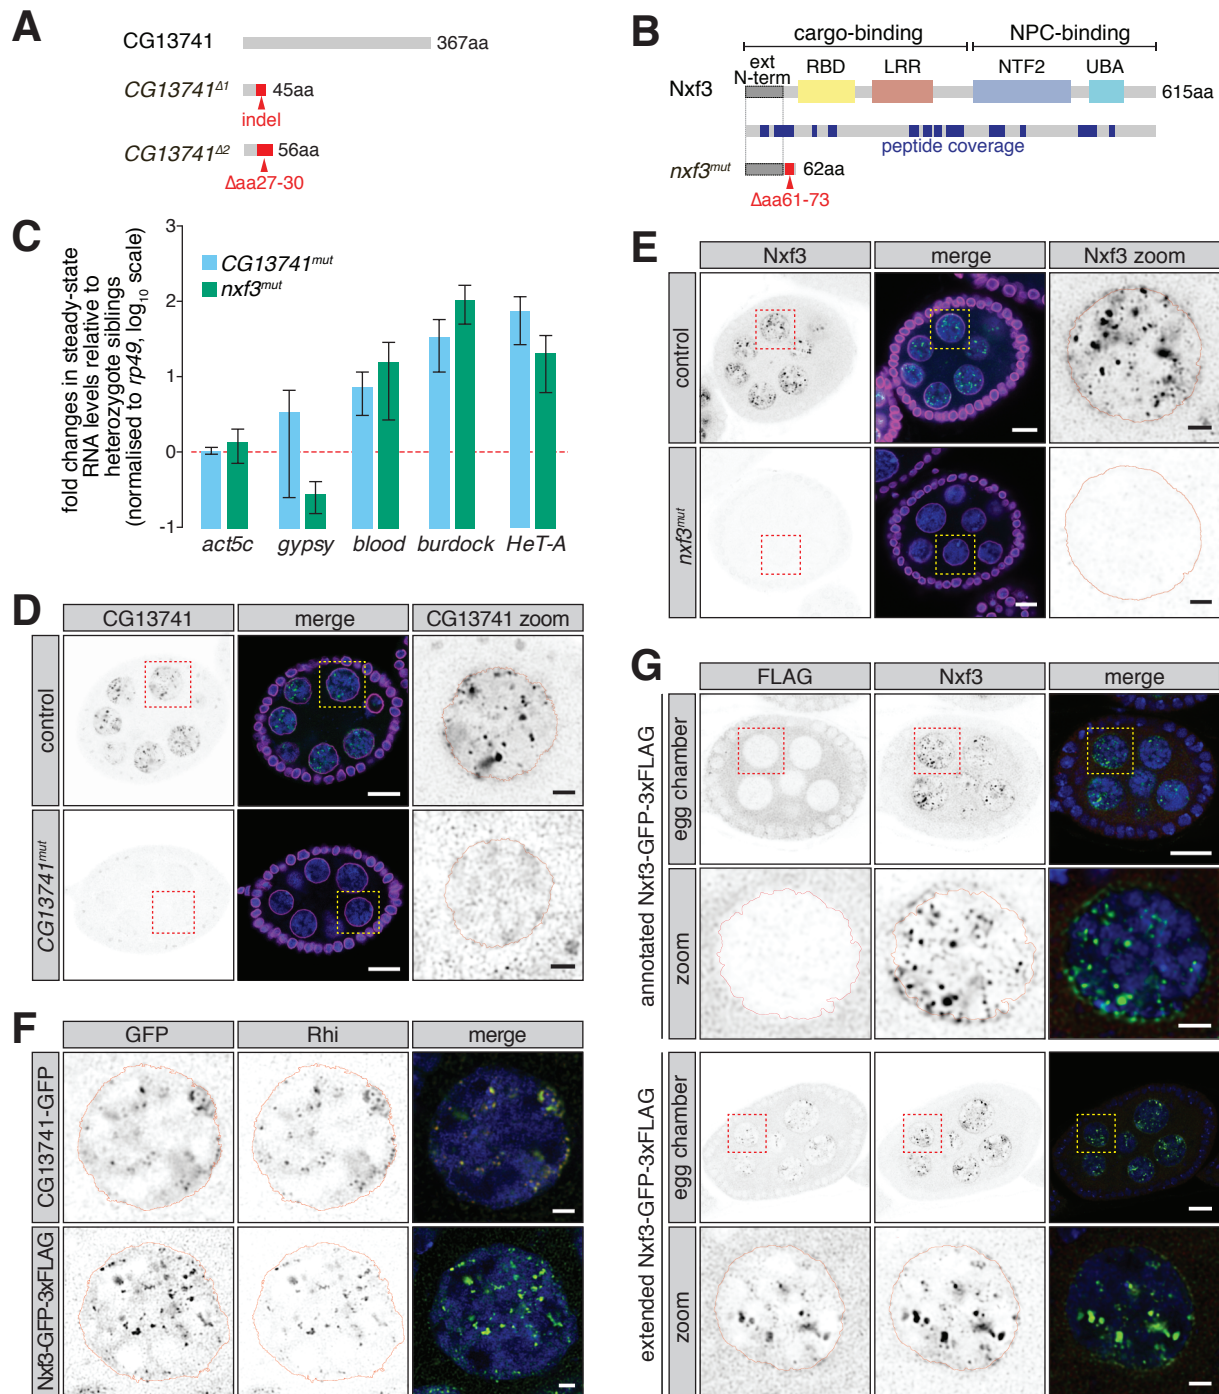 A
CG13741
367aa
CG13741Δ1
45aa
indel
CG13741Δ2
56aa
Δaa27-30
B
cargo-binding
NPC-binding
ext
N-term
RBD
LRR
NTF2
UBA
Nxf3
615aa
peptide coverage
nxf3mut
62aa
Δaa61-73
C
fold changes in steady-state
RNA levels relative to
heterozygote siblings
(normalised to rp49, log10 scale)
3
2
1
0
-1
CG13741mut
nxf3mut
act5c
gypsy
blood
burdock
HeT-A
D
CG13741
merge
CG13741 zoom
control
CG13741mut
E
Nxf3
merge
Nxf3 zoom
control
nxf3mut
F
GFP
Rhi
merge
CG13741-GFP
Nxf3-GFP-3xFLAG
G
FLAG
Nxf3
merge
annotated Nxf3-GFP-3xFLAG
egg chamber
zoom
extended Nxf3-GFP-3xFLAG
egg chamber
zoom